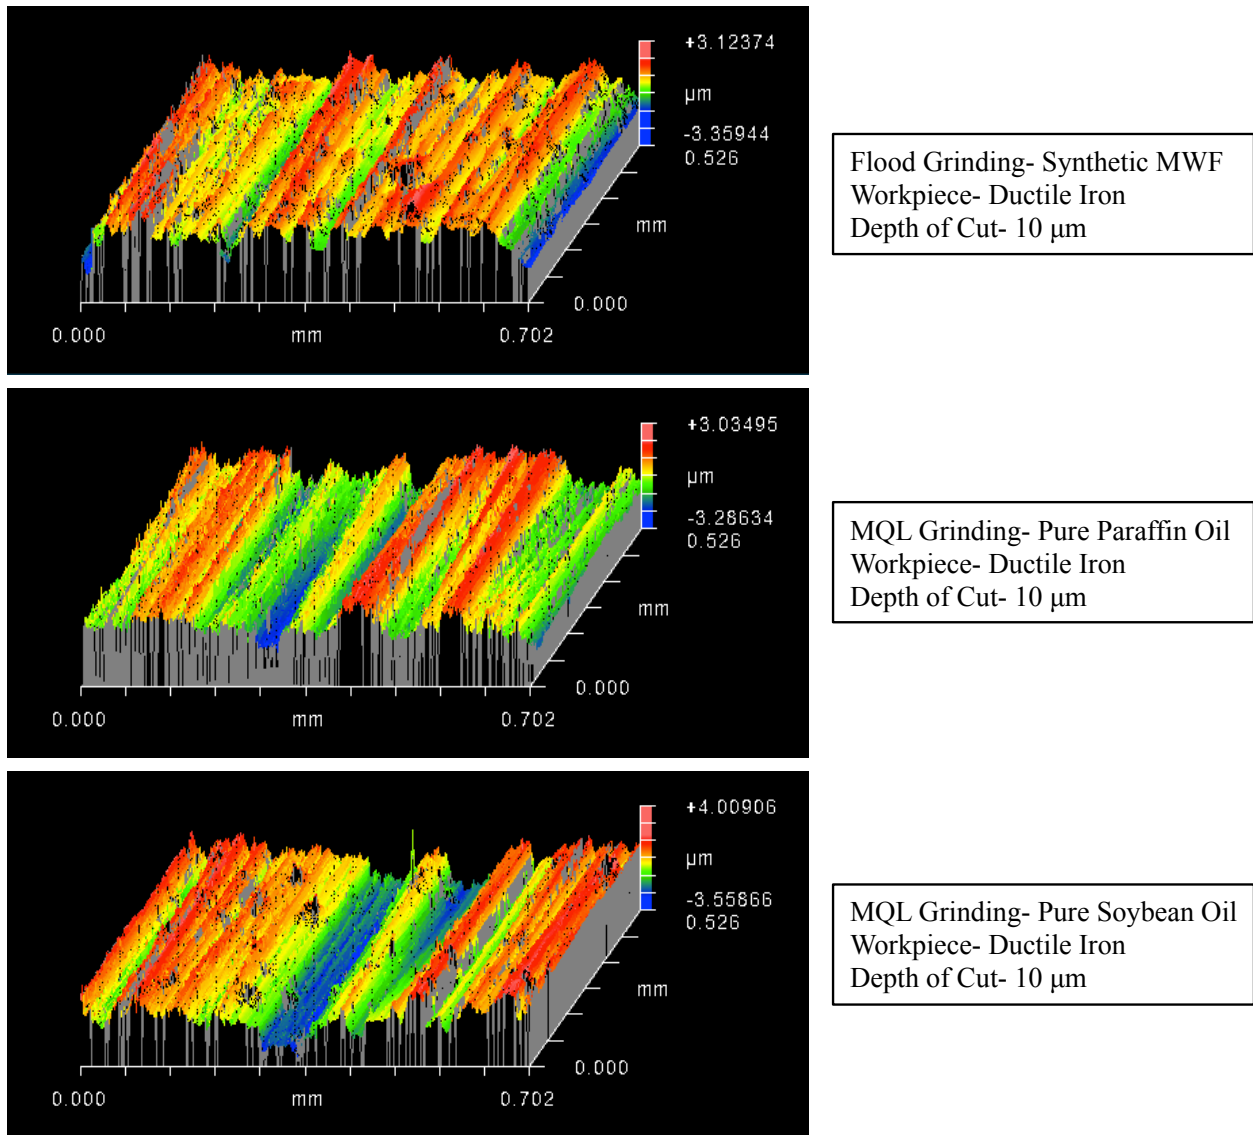 +3.12374
µm
-3.35944
0.526
mm
0.000
0.000 mm 0.702
Flood Grinding- Synthetic MWF
Workpiece- Ductile Iron
Depth of Cut- 10 µm
+3.03495
µm
-3.28634
0.526
mm
0.000
0.000 mm 0.702
MQL Grinding- Pure Paraffin Oil
Workpiece- Ductile Iron
Depth of Cut- 10 µm
+4.00906
µm
-3.55866
0.526
mm
0.000
0.000 mm 0.702
MQL Grinding- Pure Soybean Oil
Workpiece- Ductile Iron
Depth of Cut- 10 µm